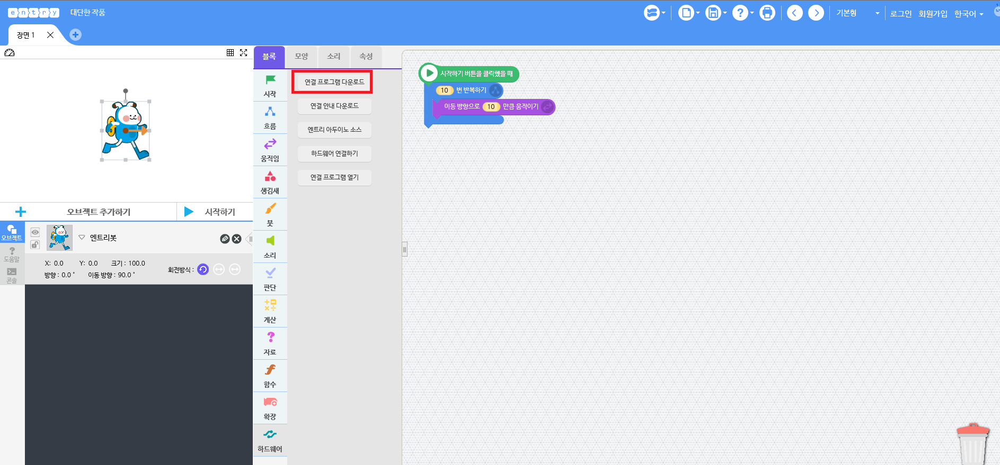 entry 대단한 작품
기본형 로그인 회원가입 한국어
장면 1
블록 모양 소리 속성
시작
흐름
움직임
생김새
붓
소리
판단
계산
자료
함수
확장
하드웨어
연결 프로그램 다운로드
연결 안내 다운로드
엔트리 아두이노 소스
하드웨어 연결하기
연결 프로그램 열기
시작하기 버튼을 클릭했을 때
10 번 반복하기
이동 방향으로 10 만큼 움직이기
오브젝트 추가하기 시작하기
오브젝트
도움말
콘솔
엔트리봇
X: 0.0 Y: 0.0 크기 : 100.0
방향 : 0.0 ° 이동 방향 : 90.0 °
회전방식 :